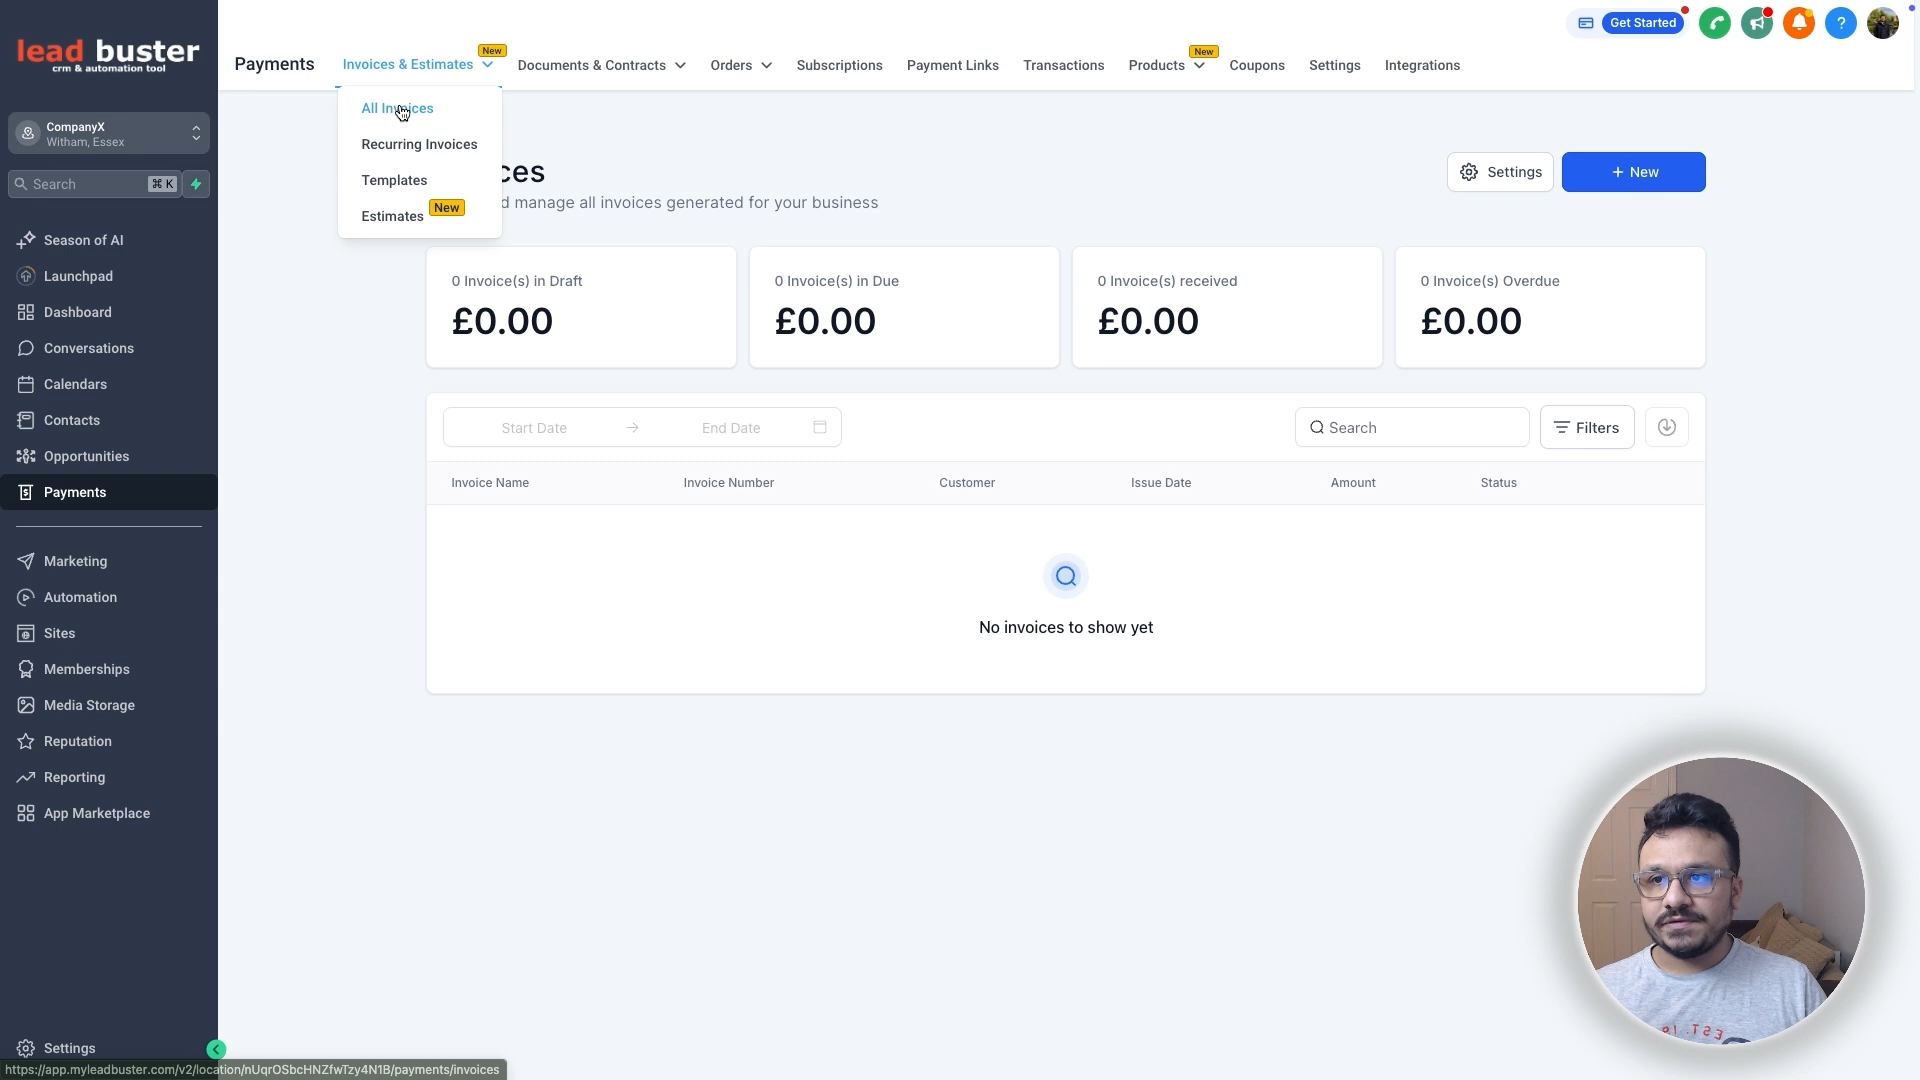 lead buster
crm & automation tool
CompanyX
Witham, Essex
Search ⌘ K
Season of AI
Launchpad
Dashboard
Conversations
Calendars
Contacts
Opportunities
Payments
Marketing
Automation
Sites
Memberships
Media Storage
Reputation
Reporting
App Marketplace
Settings
Get Started
?
Payments
Invoices & Estimates New
Documents & Contracts
Orders
Subscriptions
Payment Links
Transactions
Products New
Coupons
Settings
Integrations
All Invoices
Recurring Invoices
Templates
Estimates New
ces
d manage all invoices generated for your business
Settings
+ New
0 Invoice(s) in Draft
£0.00
0 Invoice(s) in Due
£0.00
0 Invoice(s) received
£0.00
0 Invoice(s) Overdue
£0.00
Start Date → End Date
Search
Filters
Invoice Name Invoice Number Customer Issue Date Amount Status
No invoices to show yet
https://app.myleadbuster.com/v2/location/nUqrOSbcHNZfwTzy4N1B/payments/invoices